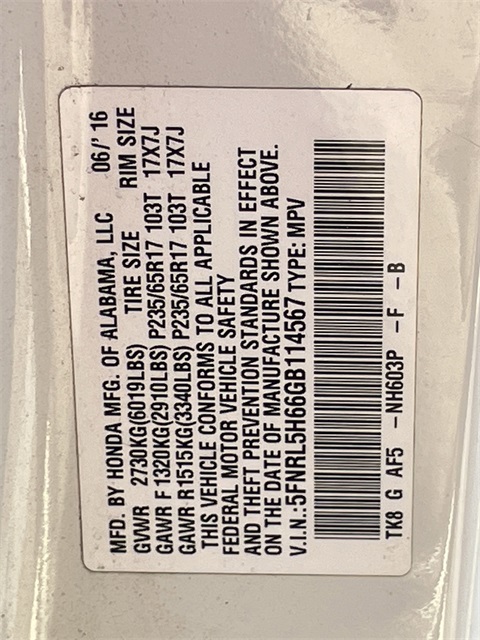 MFD. BY HONDA MFG. OF ALABAMA, LLC 06/' 16
GVWR 2730KG(6019LBS) TIRE SIZE RIM SIZE
GAWR F 1320KG(2910LBS) P235/65R17 103T 17X7J
GAWR R1515KG(3340LBS) P235/65R17 103T 17X7J
THIS VEHICLE CONFORMS TO ALL APPLICABLE
FEDERAL MOTOR VEHICLE SAFETY
AND THEFT PREVENTION STANDARDS IN EFFECT
ON THE DATE OF MANUFACTURE SHOWN ABOVE.
V.I.N.:5FNRL5H66GB114567 TYPE: MPV
TK8 G AF5 -NH603P -F -B